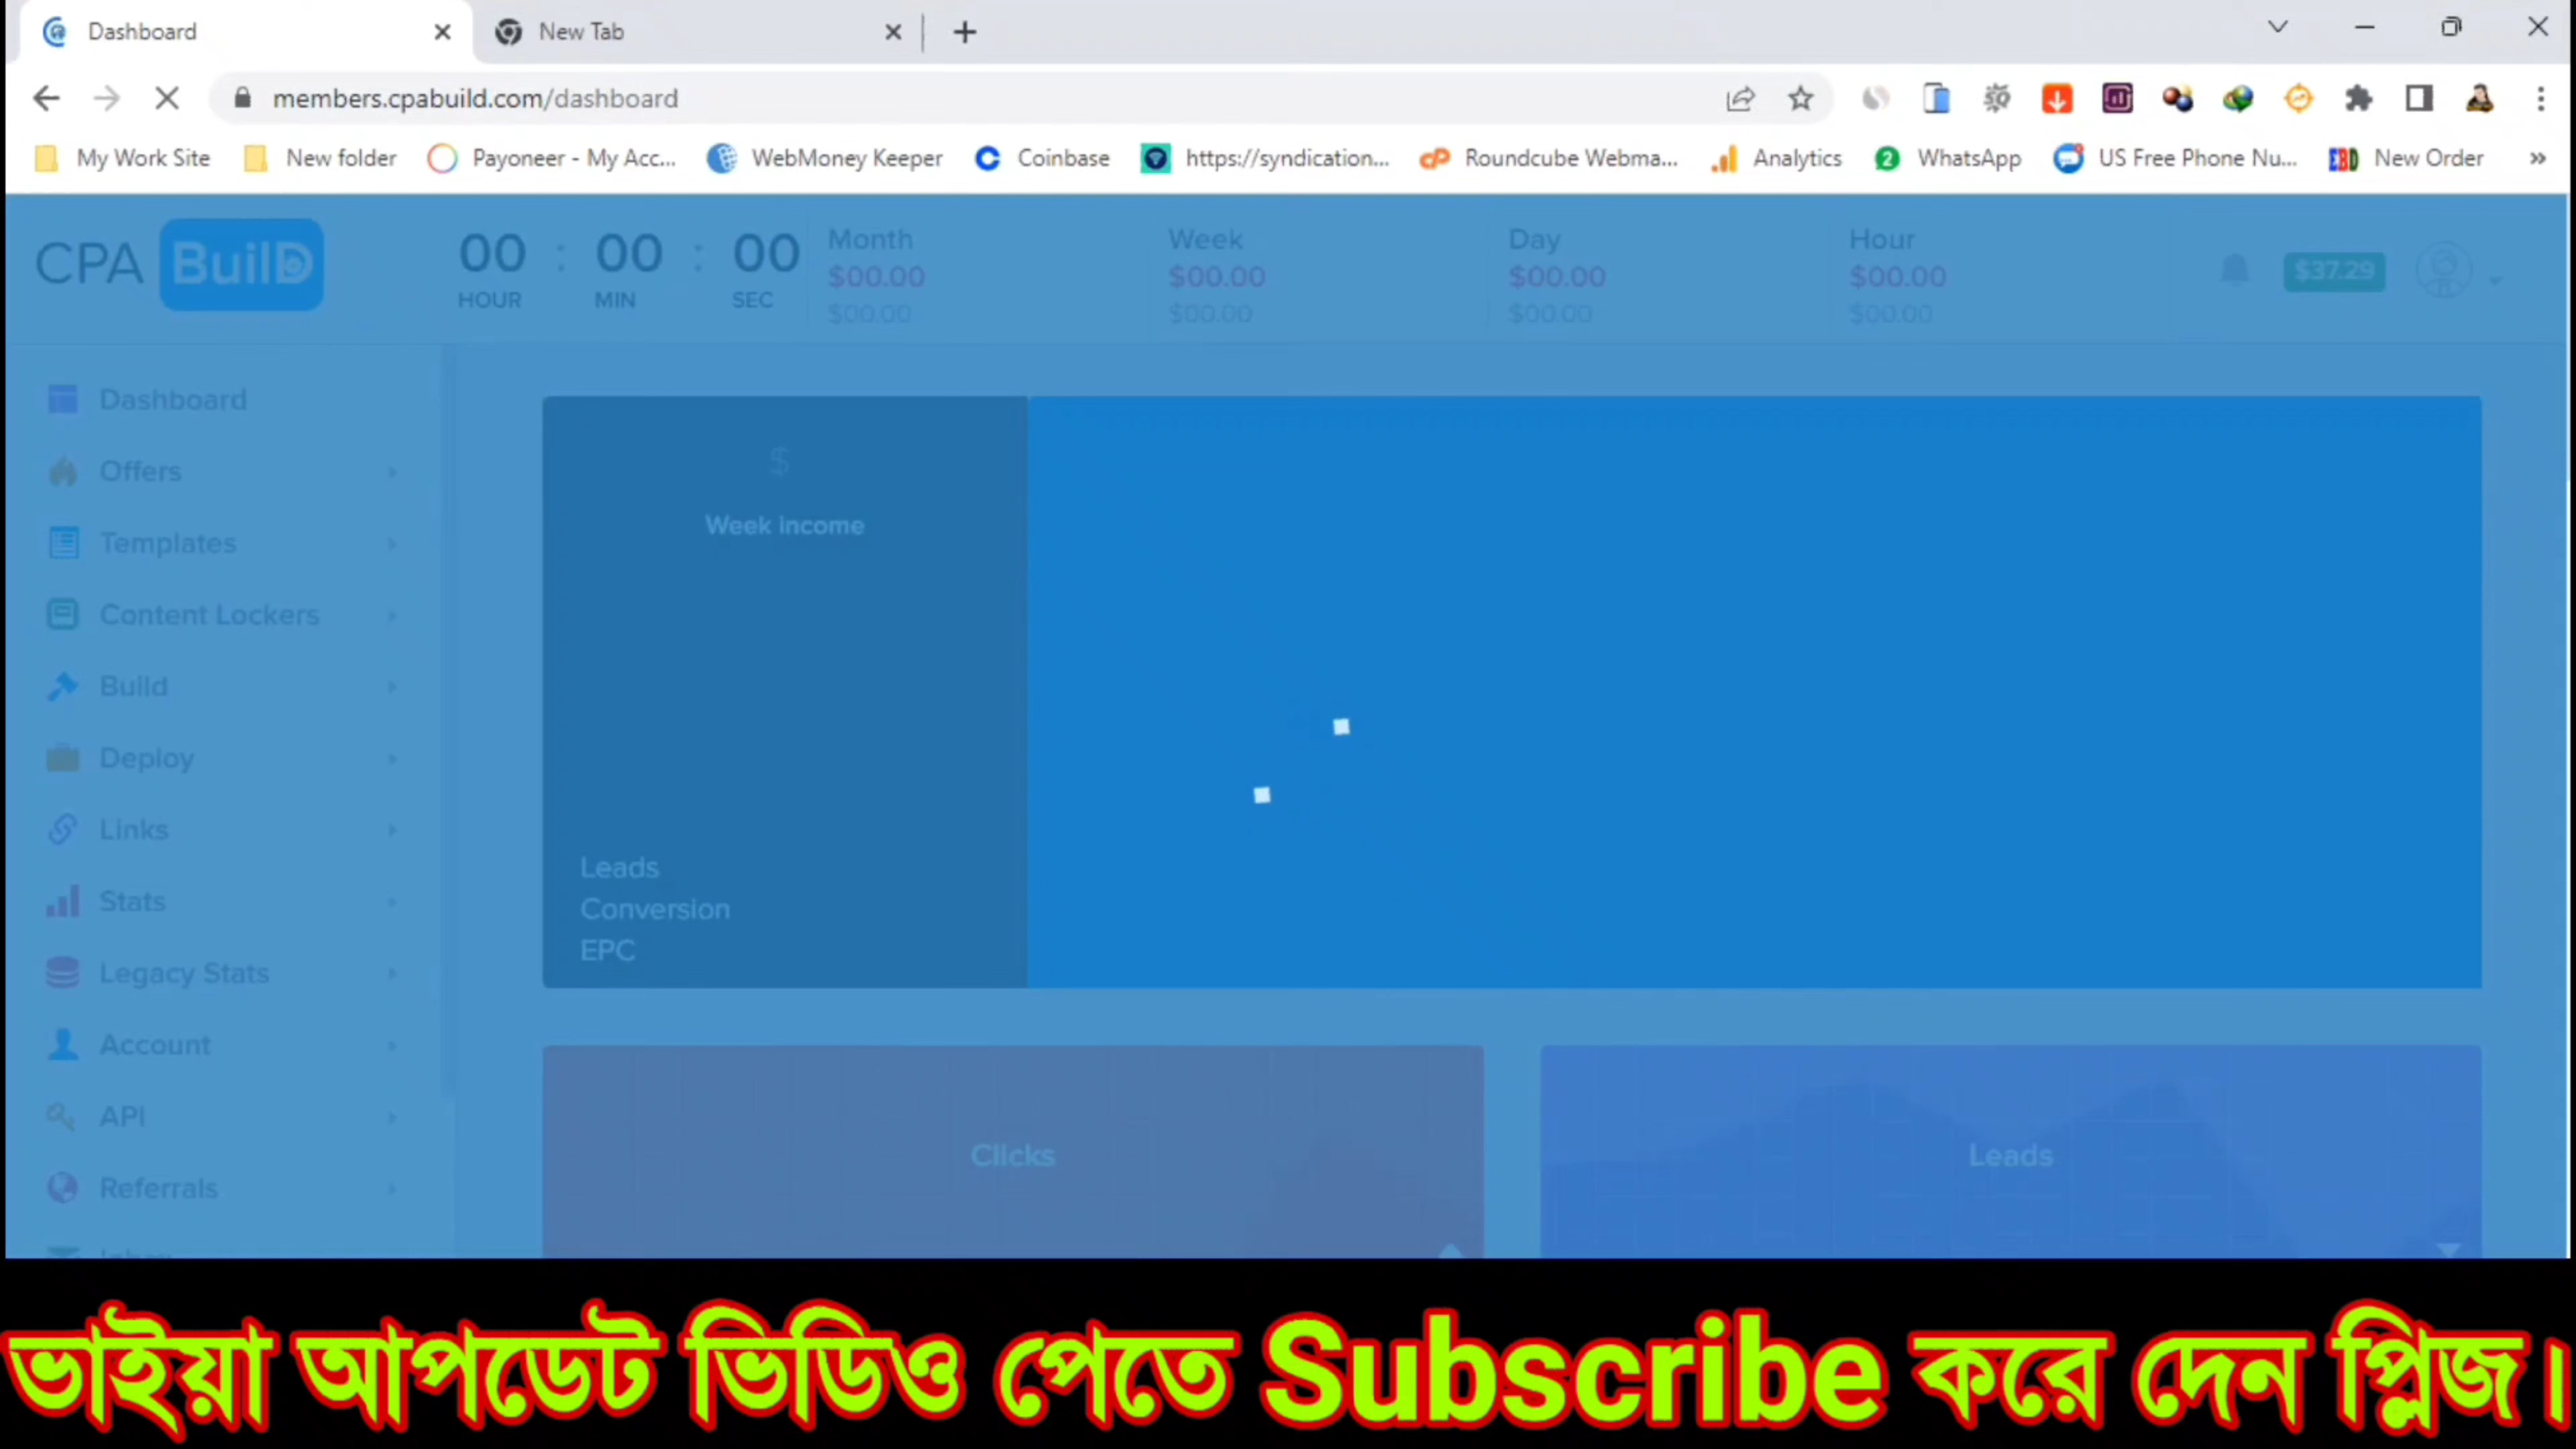 Dashboard
New Tab
members.cpabuild.com/dashboard
My Work Site
New folder
Payoneer - My Acc...
WebMoney Keeper
Coinbase
https://syndication...
Roundcube Webma...
Analytics
2
WhatsApp
US Free Phone Nu...
EBD
New Order
»
CPA BuilD
00 : 00 : 00
HOUR MIN SEC
Month
$00.00
$00.00
Week
$00.00
$00.00
Day
$00.00
$00.00
Hour
$00.00
$00.00
$37.29
Dashboard
Offers
Templates
Content Lockers
Build
Deploy
Links
Stats
Legacy Stats
Account
API
Referrals
$
Week Income
Leads
Conversion
EPC
Clicks
Leads
ভাইয়া আপডেট ভিডিও পেতে Subscribe করে দেন প্লিজ।